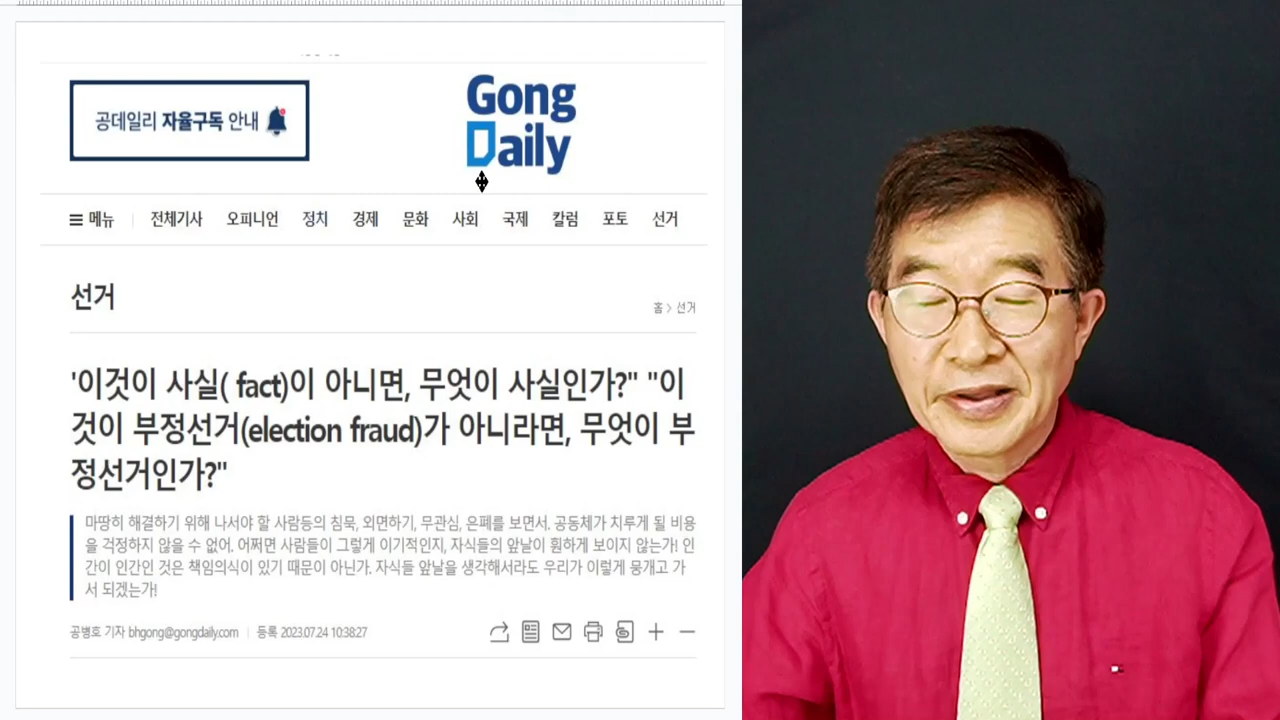 공데일리 자율구독 안내
Gong
Daily
메뉴 전체기사 오피니언 정치 경제 문화 사회 국제 칼럼 포토 선거
선거
홈 > 선거
'이것이 사실( fact)이 아니면, 무엇이 사실인가?" "이
것이 부정선거(election fraud)가 아니라면, 무엇이 부
정선거인가?"
마땅히 해결하기 위해 나서야 할 사람등의 침묵, 외면하기, 무관심, 은폐를 보면서. 공동체가 치루게 될 비용
을 걱정하지 않을 수 없어. 어쩌면 사람들이 그렇게 이기적인지, 자식들의 앞날이 훤하게 보이지 않는가! 인
간이 인간인 것은 책임의식이 있기 때문이 아닌가. 자식들 앞날을 생각해서라도 우리가 이렇게 뭉개고 가
서 되겠는가!
공병호 기자 bhgong@gongdaily.com 등록 2023.07.24 10:38:27